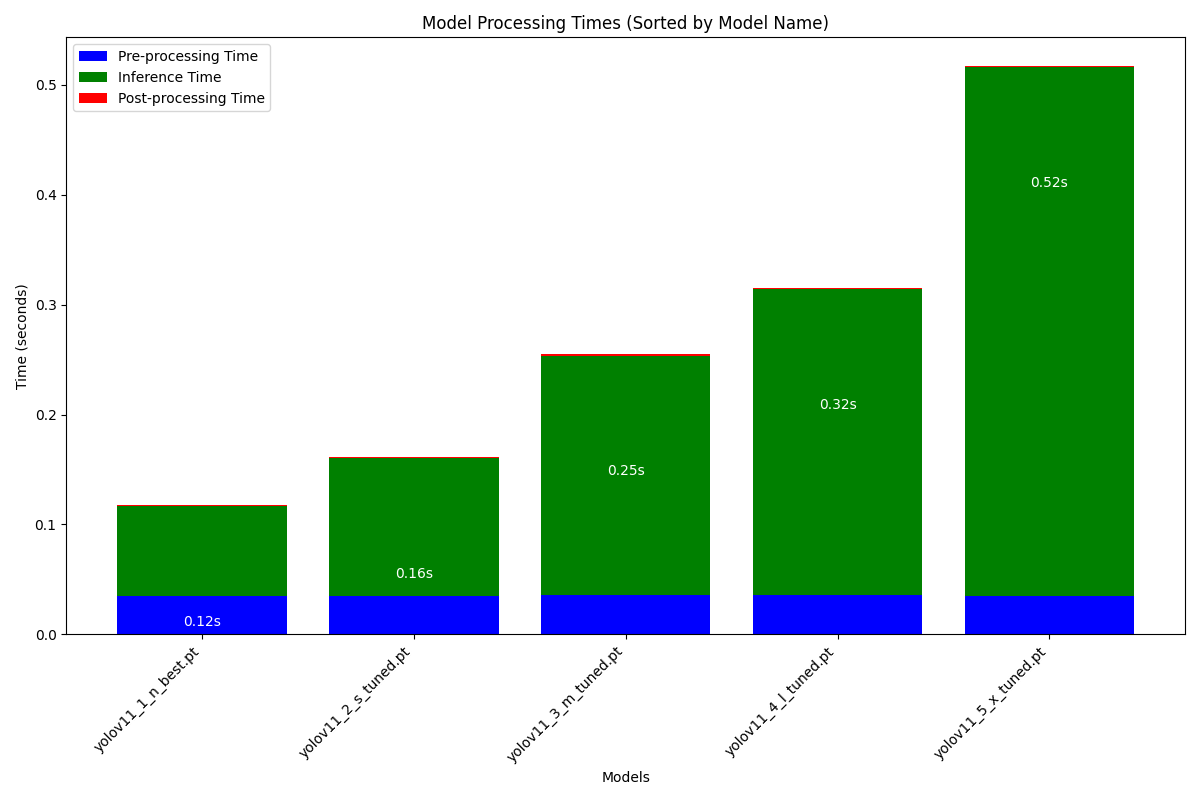 Model Processing Times (Sorted by Model Name)
Pre-processing Time
Inference Time
Post-processing Time
Time (seconds)
0.5
0.4
0.3
0.2
0.1
0.0
0.12s
0.16s
0.25s
0.32s
0.52s
yolov11_1_n_best.pt
yolov11_2_s_tuned.pt
yolov11_3_m_tuned.pt
yolov11_4_l_tuned.pt
yolov11_5_x_tuned.pt
Models